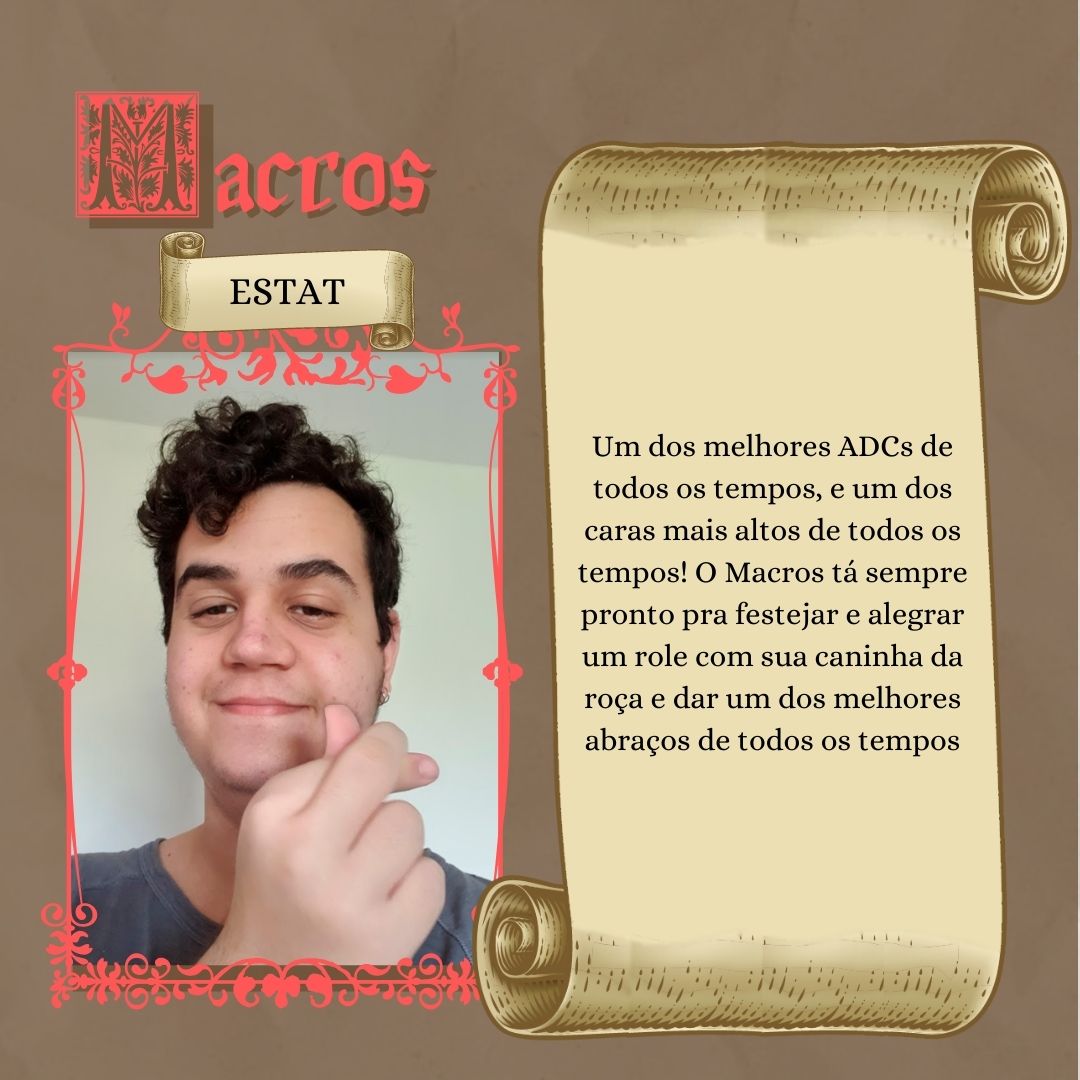 Macros
ESTAT
Um dos melhores ADCs de
todos os tempos, e um dos
caras mais altos de todos os
tempos! O Macros tá sempre
pronto pra festejar e alegrar
um role com sua caninha da
roça e dar um dos melhores
abraços de todos os tempos